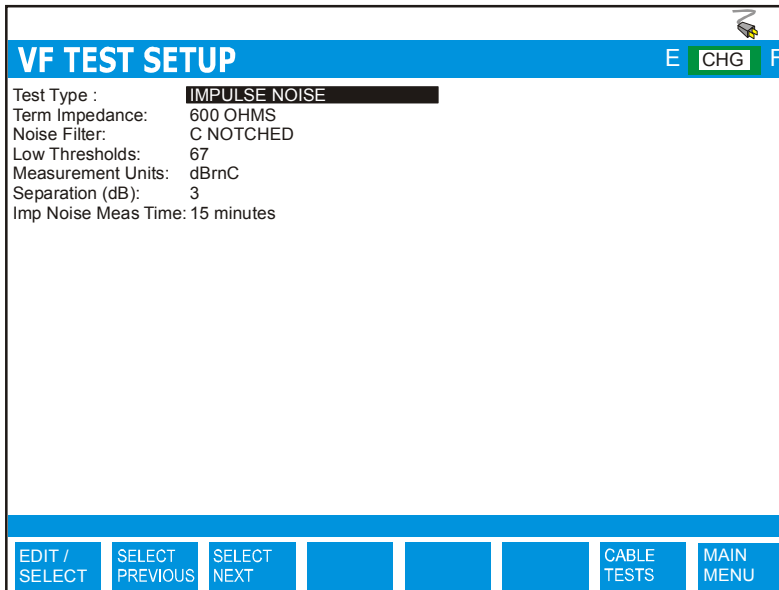 VF TEST SETUP
E CHG F
Test Type : IMPULSE NOISE
Term Impedance: 600 OHMS
Noise Filter: C NOTCHED
Low Thresholds: 67
Measurement Units: dBrnC
Separation (dB): 3
Imp Noise Meas Time: 15 minutes
EDIT / SELECT
SELECT PREVIOUS
SELECT NEXT
CABLE TESTS
MAIN MENU